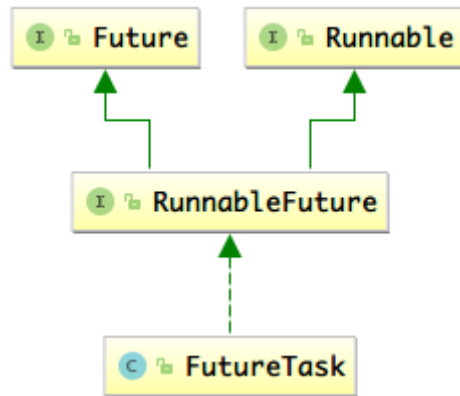 I Future
I Runnable
I RunnableFuture
C FutureTask